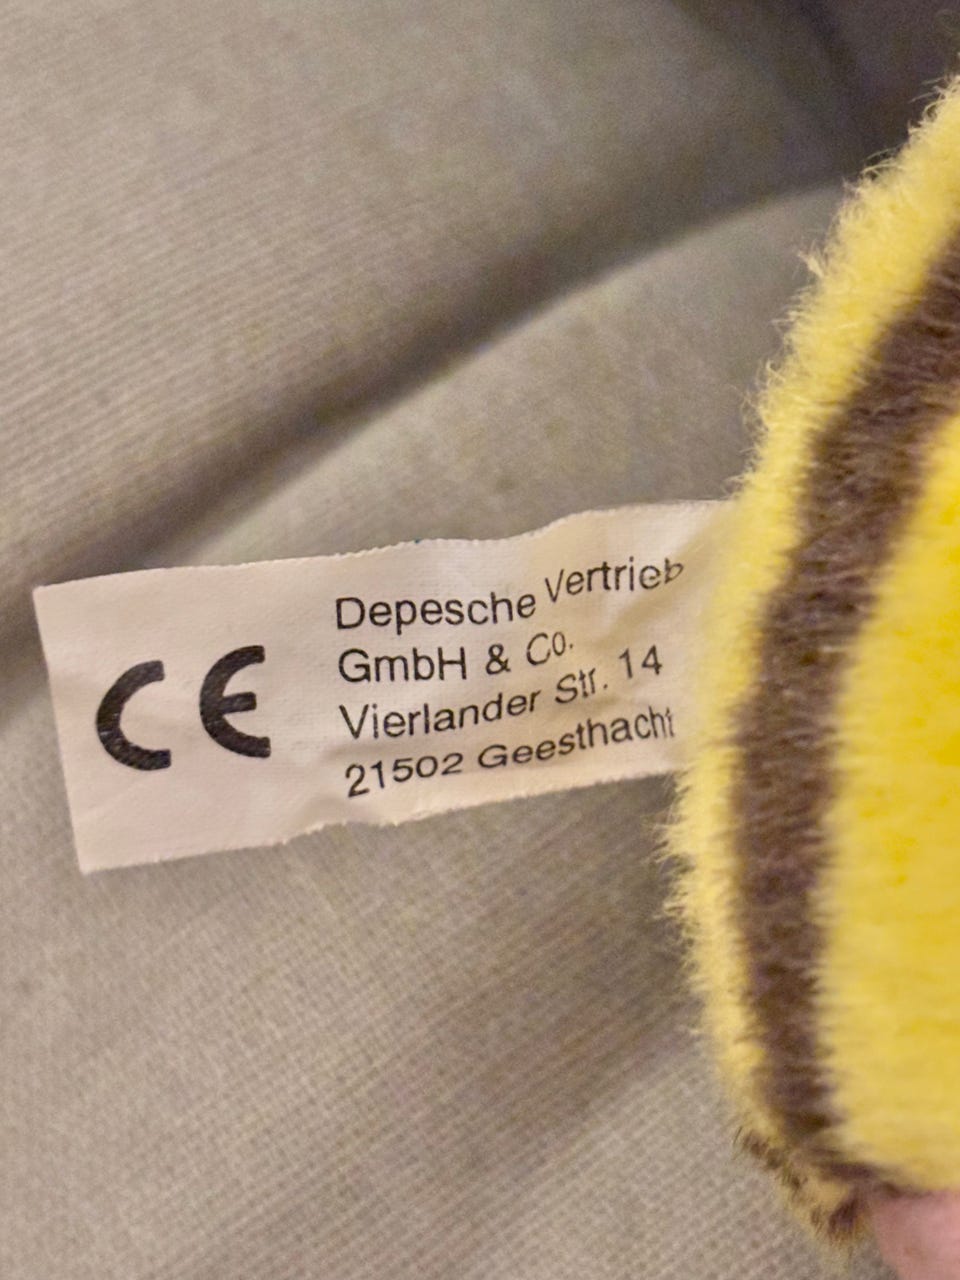 CE
Depesche Vertrieb
GmbH & Co.
Vierlander Str. 14
21502 Geesthacht